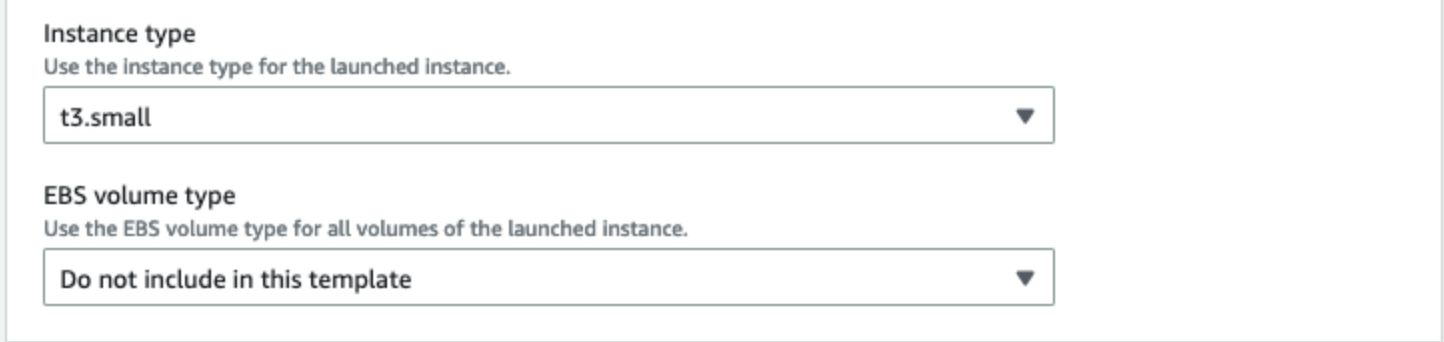 Instance type
Use the instance type for the launched instance.
t3.small
EBS volume type
Use the EBS volume type for all volumes of the launched instance.
Do not include in this template